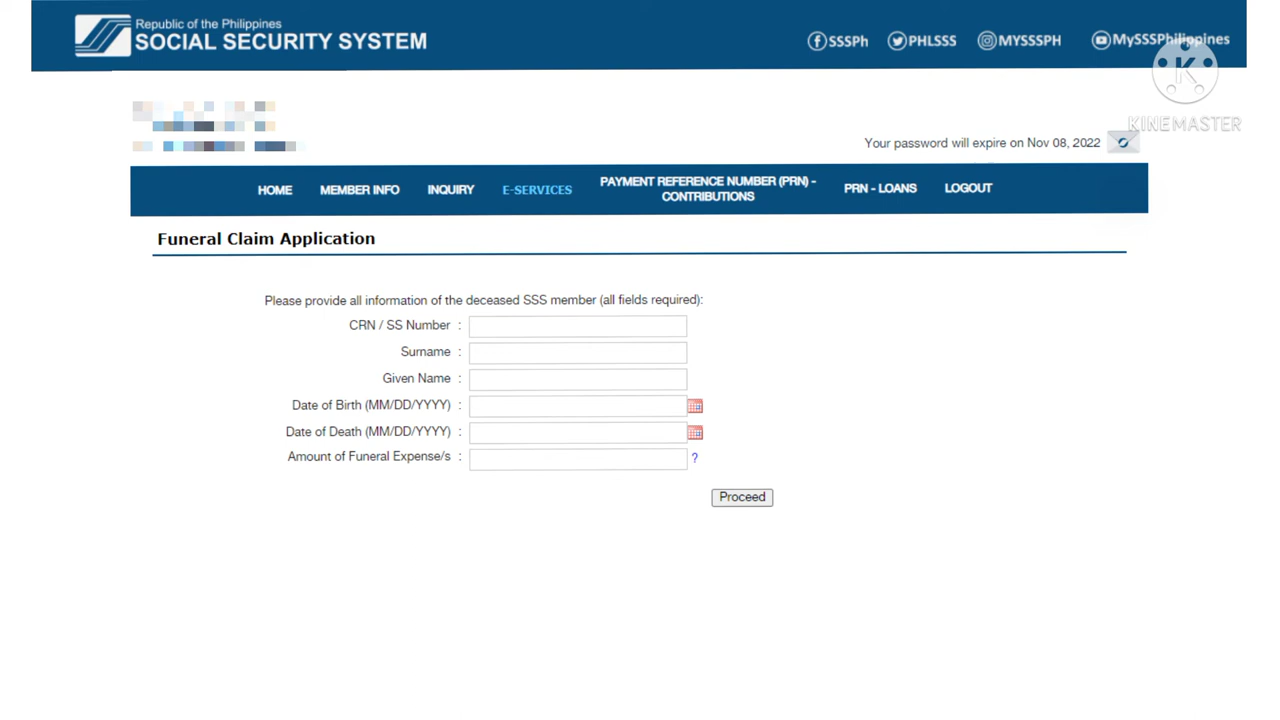 Republic of the Philippines
SOCIAL SECURITY SYSTEM
SSSPh PHLSSS MYSSSPH MySSSPhilippines
K
KINEMASTER
Your password will expire on Nov 08, 2022
HOME MEMBER INFO INQUIRY E-SERVICES PAYMENT REFERENCE NUMBER (PRN) - CONTRIBUTIONS PRN - LOANS LOGOUT
Funeral Claim Application
Please provide all information of the deceased SSS member (all fields required):
CRN / SS Number :
Surname :
Given Name :
Date of Birth (MM/DD/YYYY) :
Date of Death (MM/DD/YYYY) :
Amount of Funeral Expense/s : ?
Proceed